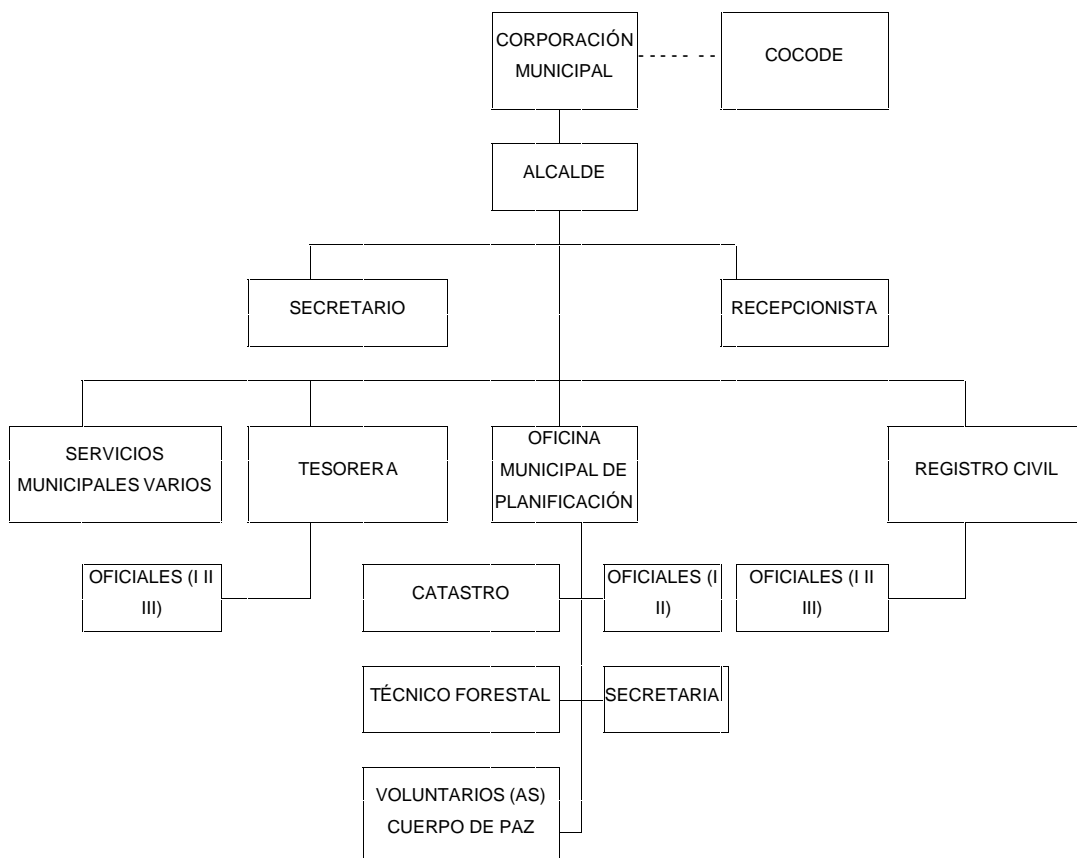 CORPORACIÓN
MUNICIPAL
COCODE
ALCALDE
SECRETARIO
RECEPCIONISTA
SERVICIOS
MUNICIPALES VARIOS
TESORERA
OFICINA
MUNICIPAL DE
PLANIFICACIÓN
REGISTRO CIVIL
OFICIALES (I II
III)
CATASTRO
OFICIALES (I
II)
OFICIALES (I II
III)
TÉCNICO FORESTAL
SECRETARIA
VOLUNTARIOS (AS)
CUERPO DE PAZ